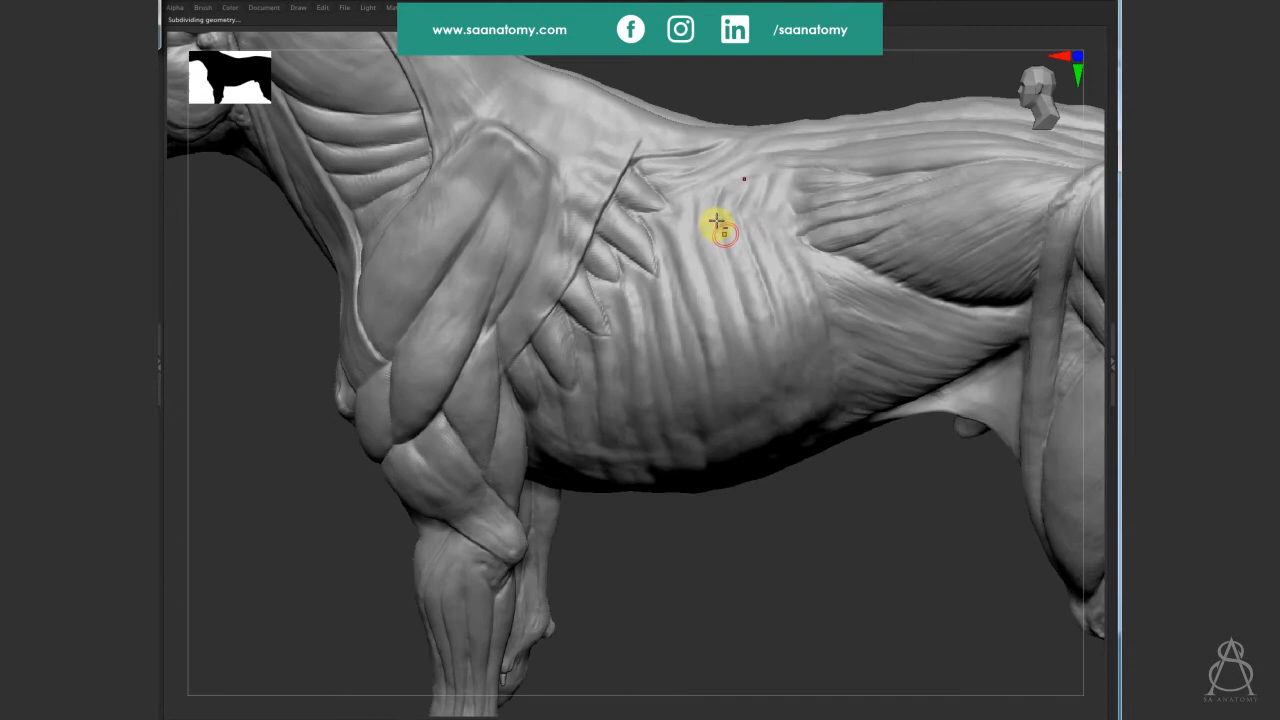 Alpha Brush Color Document Draw Edit File Light
Subdividing geometry...
www.saanatomy.com /saanatomy
SA ANATOMY